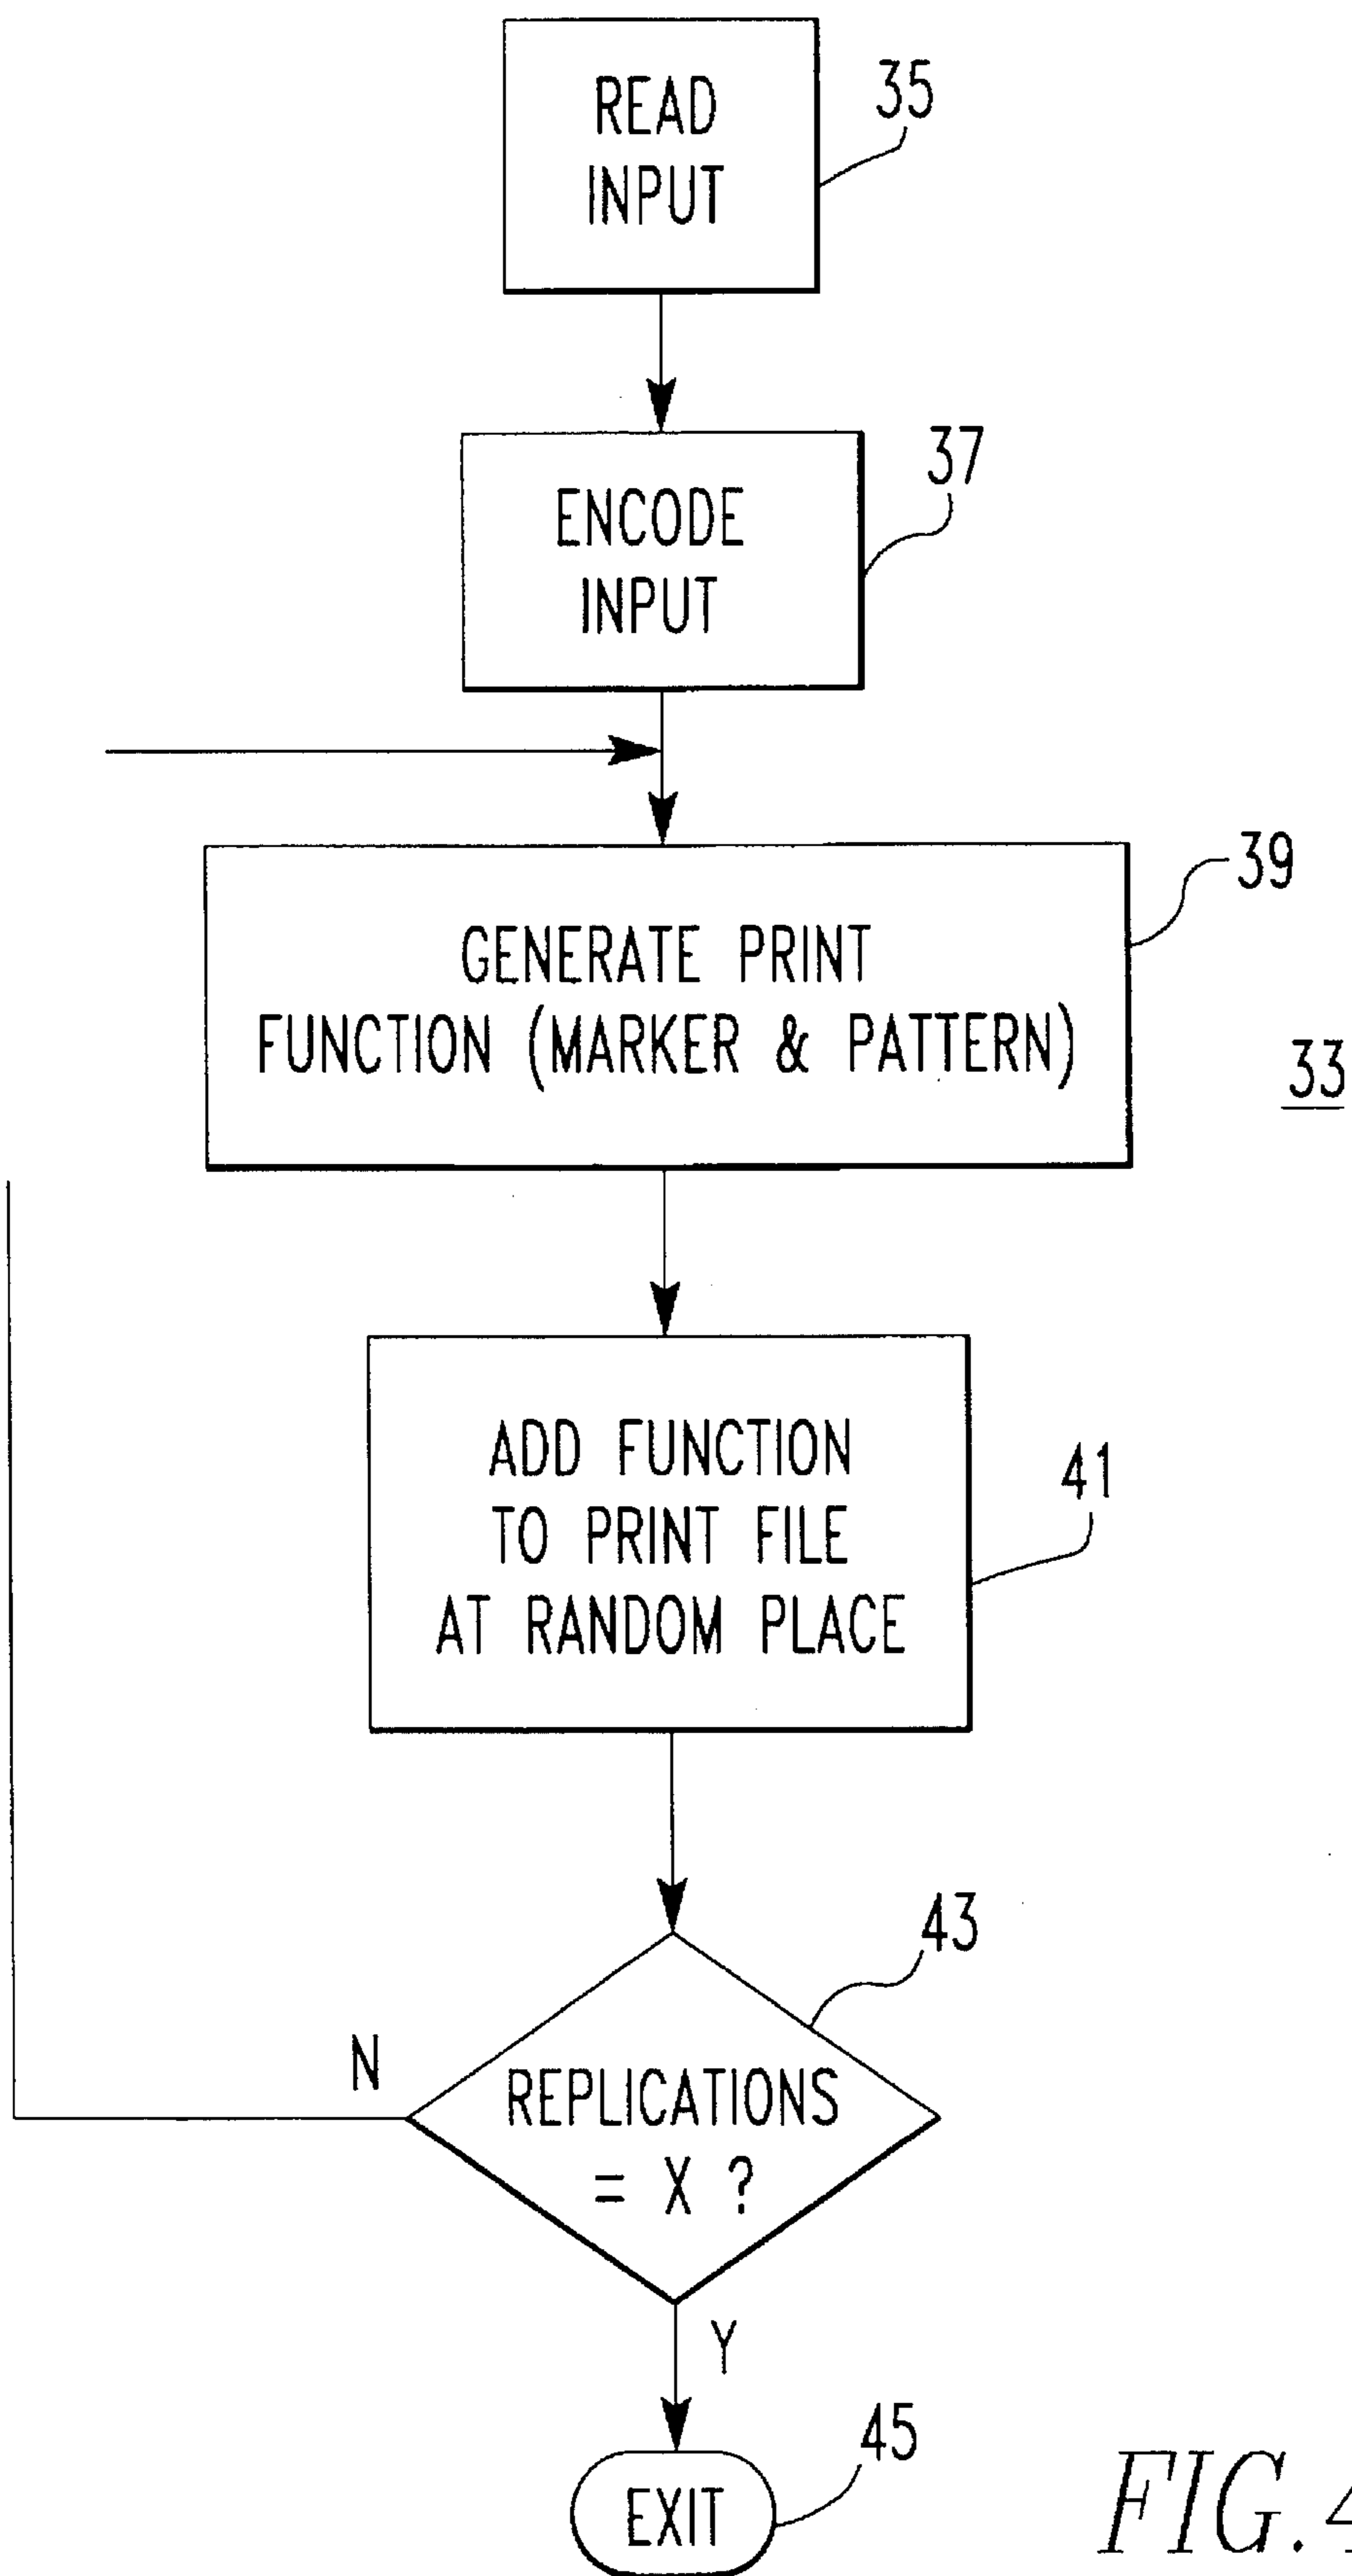 READ
INPUT
35
ENCODE
INPUT
37
GENERATE PRINT
FUNCTION (MARKER & PATTERN)
39
33
ADD FUNCTION
TO PRINT FILE
AT RANDOM PLACE
41
REPLICATIONS
= X ?
43
N
Y
EXIT
45
FIG. 4